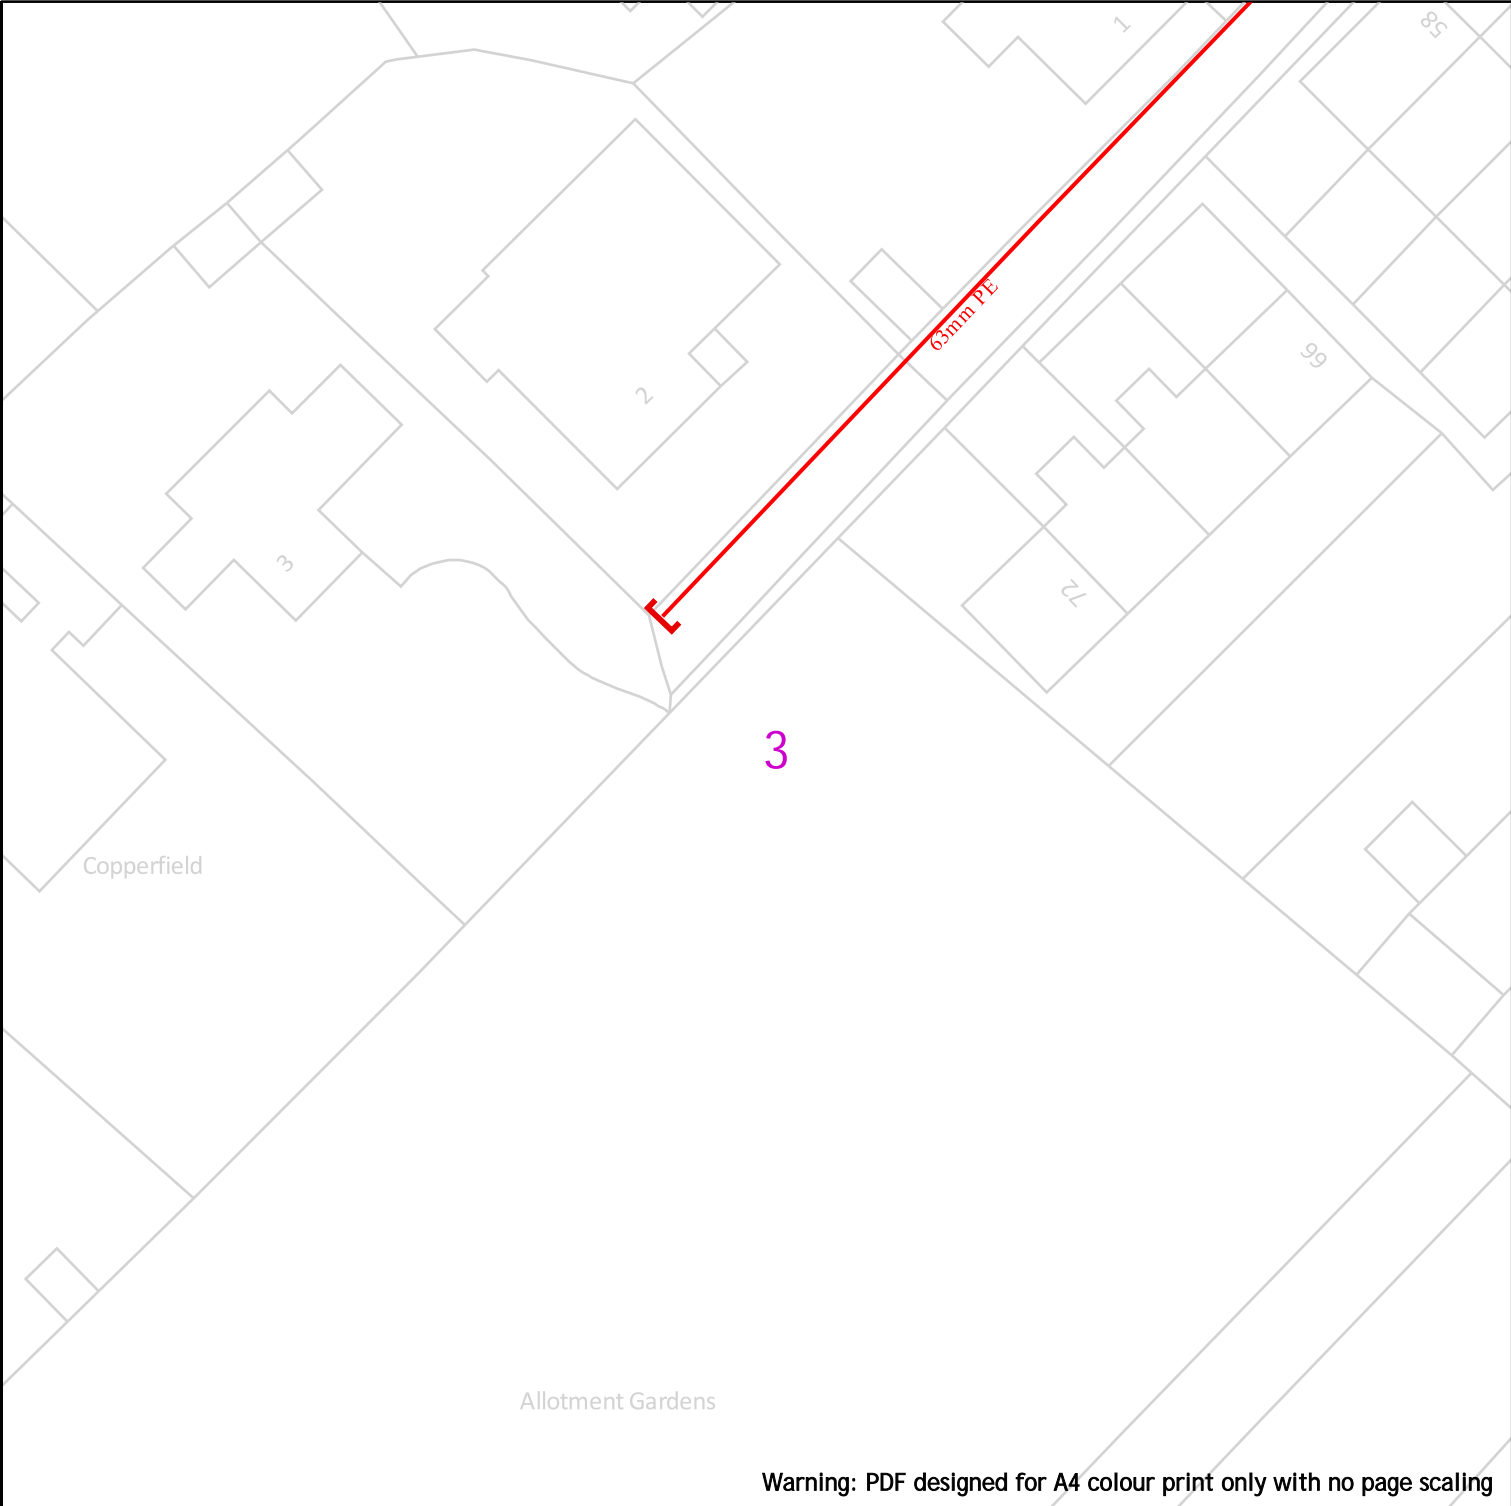 1
58
63mm PE
66
2
3
72
3
Copperfield
Allotment Gardens
Warning: PDF designed for A4 colour print only with no page scaling